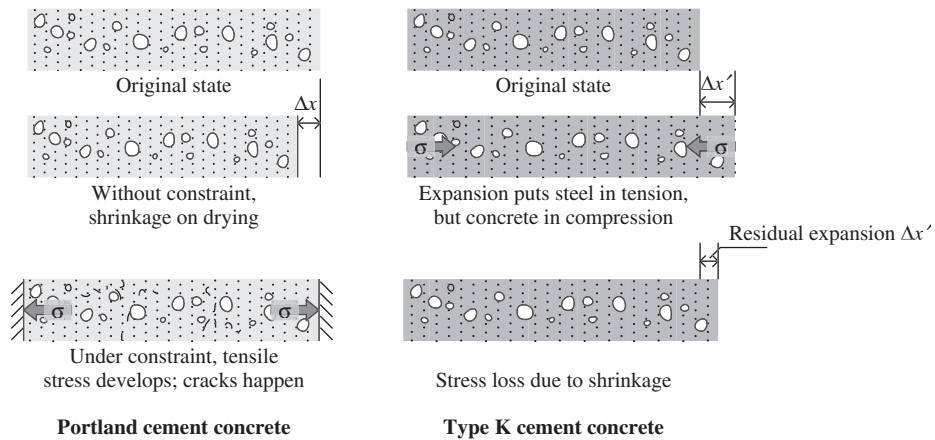 Original state
Δx
Without constraint,
shrinkage on drying
σ
σ
Under constraint, tensile
stress develops; cracks happen
Portland cement concrete
Original state
Δx′
σ
σ
Expansion puts steel in tension,
but concrete in compression
Residual expansion Δx′
Stress loss due to shrinkage
Type K cement concrete